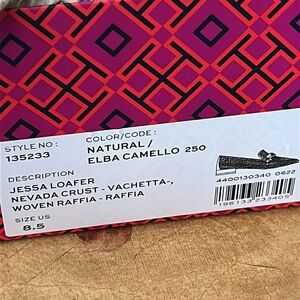 STYLE NO: COLOR/CODE:
135233 NATURAL /
ELBA CAMELLO 250
DESCRIPTION
JESSA LOAFER
NEVADA CRUST - VACHETTA-,
WOVEN RAFFIA - RAFFIA
SIZE US
8.5
4400130340 0622
196133233405